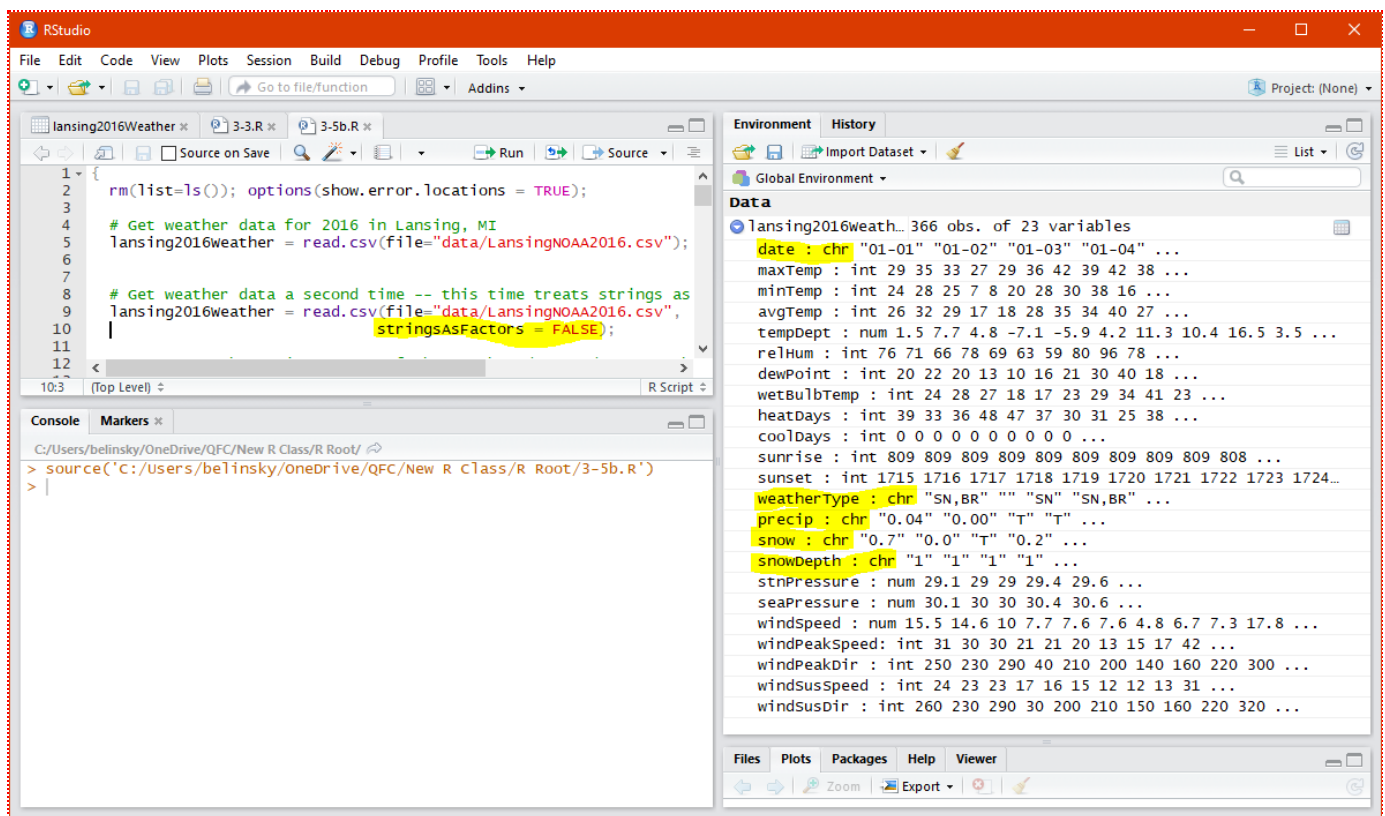 RStudio
File Edit Code View Plots Session Build Debug Profile Tools Help
Go to file/function Addins Project: (None)
lansing2016Weather 3-3.R 3-5b.R
Source on Save Run Source
1 {
2 rm(list=ls()); options(show.error.locations = TRUE);
3
4 # Get weather data for 2016 in Lansing, MI
5 lansing2016Weather = read.csv(file="data/LansingNOAA2016.csv");
6
7
8 # Get weather data a second time -- this time treats strings as
9 lansing2016Weather = read.csv(file="data/LansingNOAA2016.csv",
10 stringsAsFactors = FALSE);
11
12
10:3 (Top Level) R Script
Console Markers
C:/Users/belinsky/OneDrive/QFC/New R Class/R Root/
> source('C:/Users/belinsky/OneDrive/QFC/New R Class/R Root/3-5b.R')
>
Environment History
Import Dataset List
Global Environment
Data
lansing2016Weath… 366 obs. of 23 variables
date : chr "01-01" "01-02" "01-03" "01-04" ...
maxTemp : int 29 35 33 27 29 36 42 39 42 38 ...
minTemp : int 24 28 25 7 8 20 28 30 38 16 ...
avgTemp : int 26 32 29 17 18 28 35 34 40 27 ...
tempDept : num 1.5 7.7 4.8 -7.1 -5.9 4.2 11.3 10.4 16.5 3.5 ...
relHum : int 76 71 66 78 69 63 59 80 96 78 ...
dewPoint : int 20 22 20 13 10 16 21 30 40 18 ...
wetBulbTemp : int 24 28 27 18 17 23 29 34 41 23 ...
heatDays : int 39 33 36 48 47 37 30 31 25 38 ...
coolDays : int 0 0 0 0 0 0 0 0 0 0 ...
sunrise : int 809 809 809 809 809 809 809 809 809 808 ...
sunset : int 1715 1716 1717 1718 1719 1720 1721 1722 1723 1724…
weatherType : chr "SN,BR" "" "SN" "SN,BR" ...
precip : chr "0.04" "0.00" "T" "T" ...
snow : chr "0.7" "0.0" "T" "0.2" ...
snowDepth : chr "1" "1" "1" "1" ...
stnPressure : num 29.1 29 29 29.4 29.6 ...
seaPressure : num 30.1 30 30 30.4 30.6 ...
windSpeed : num 15.5 14.6 10 7.7 7.6 7.6 4.8 6.7 7.3 17.8 ...
windPeakSpeed: int 31 30 30 21 21 20 13 15 17 42 ...
windPeakDir : int 250 230 290 40 210 200 140 160 220 300 ...
windSusSpeed : int 24 23 23 17 16 15 12 12 13 31 ...
windSusDir : int 260 230 290 30 200 210 150 160 220 320 ...
Files Plots Packages Help Viewer
Zoom Export